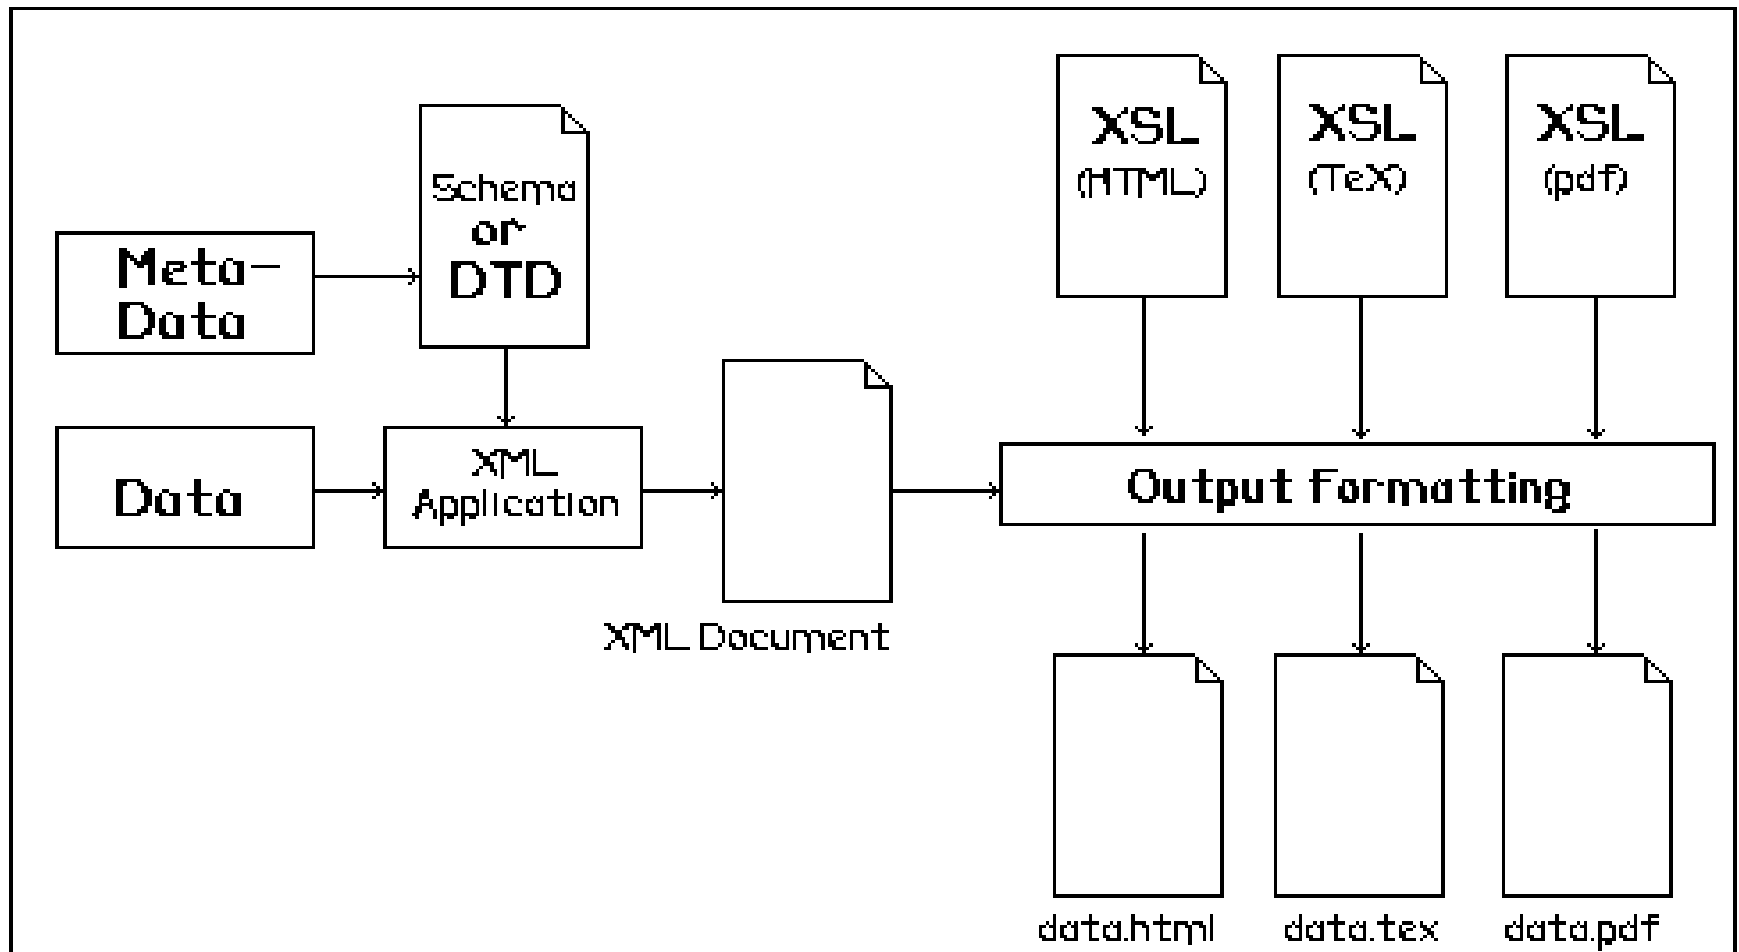 XSL
(HTML)
XSL
(TeX)
XSL
(pdf)
Schema
or
DTD
Meta-
Data
Data
XML
Application
XML Document
Output Formatting
data.html
data.tex
data.pdf